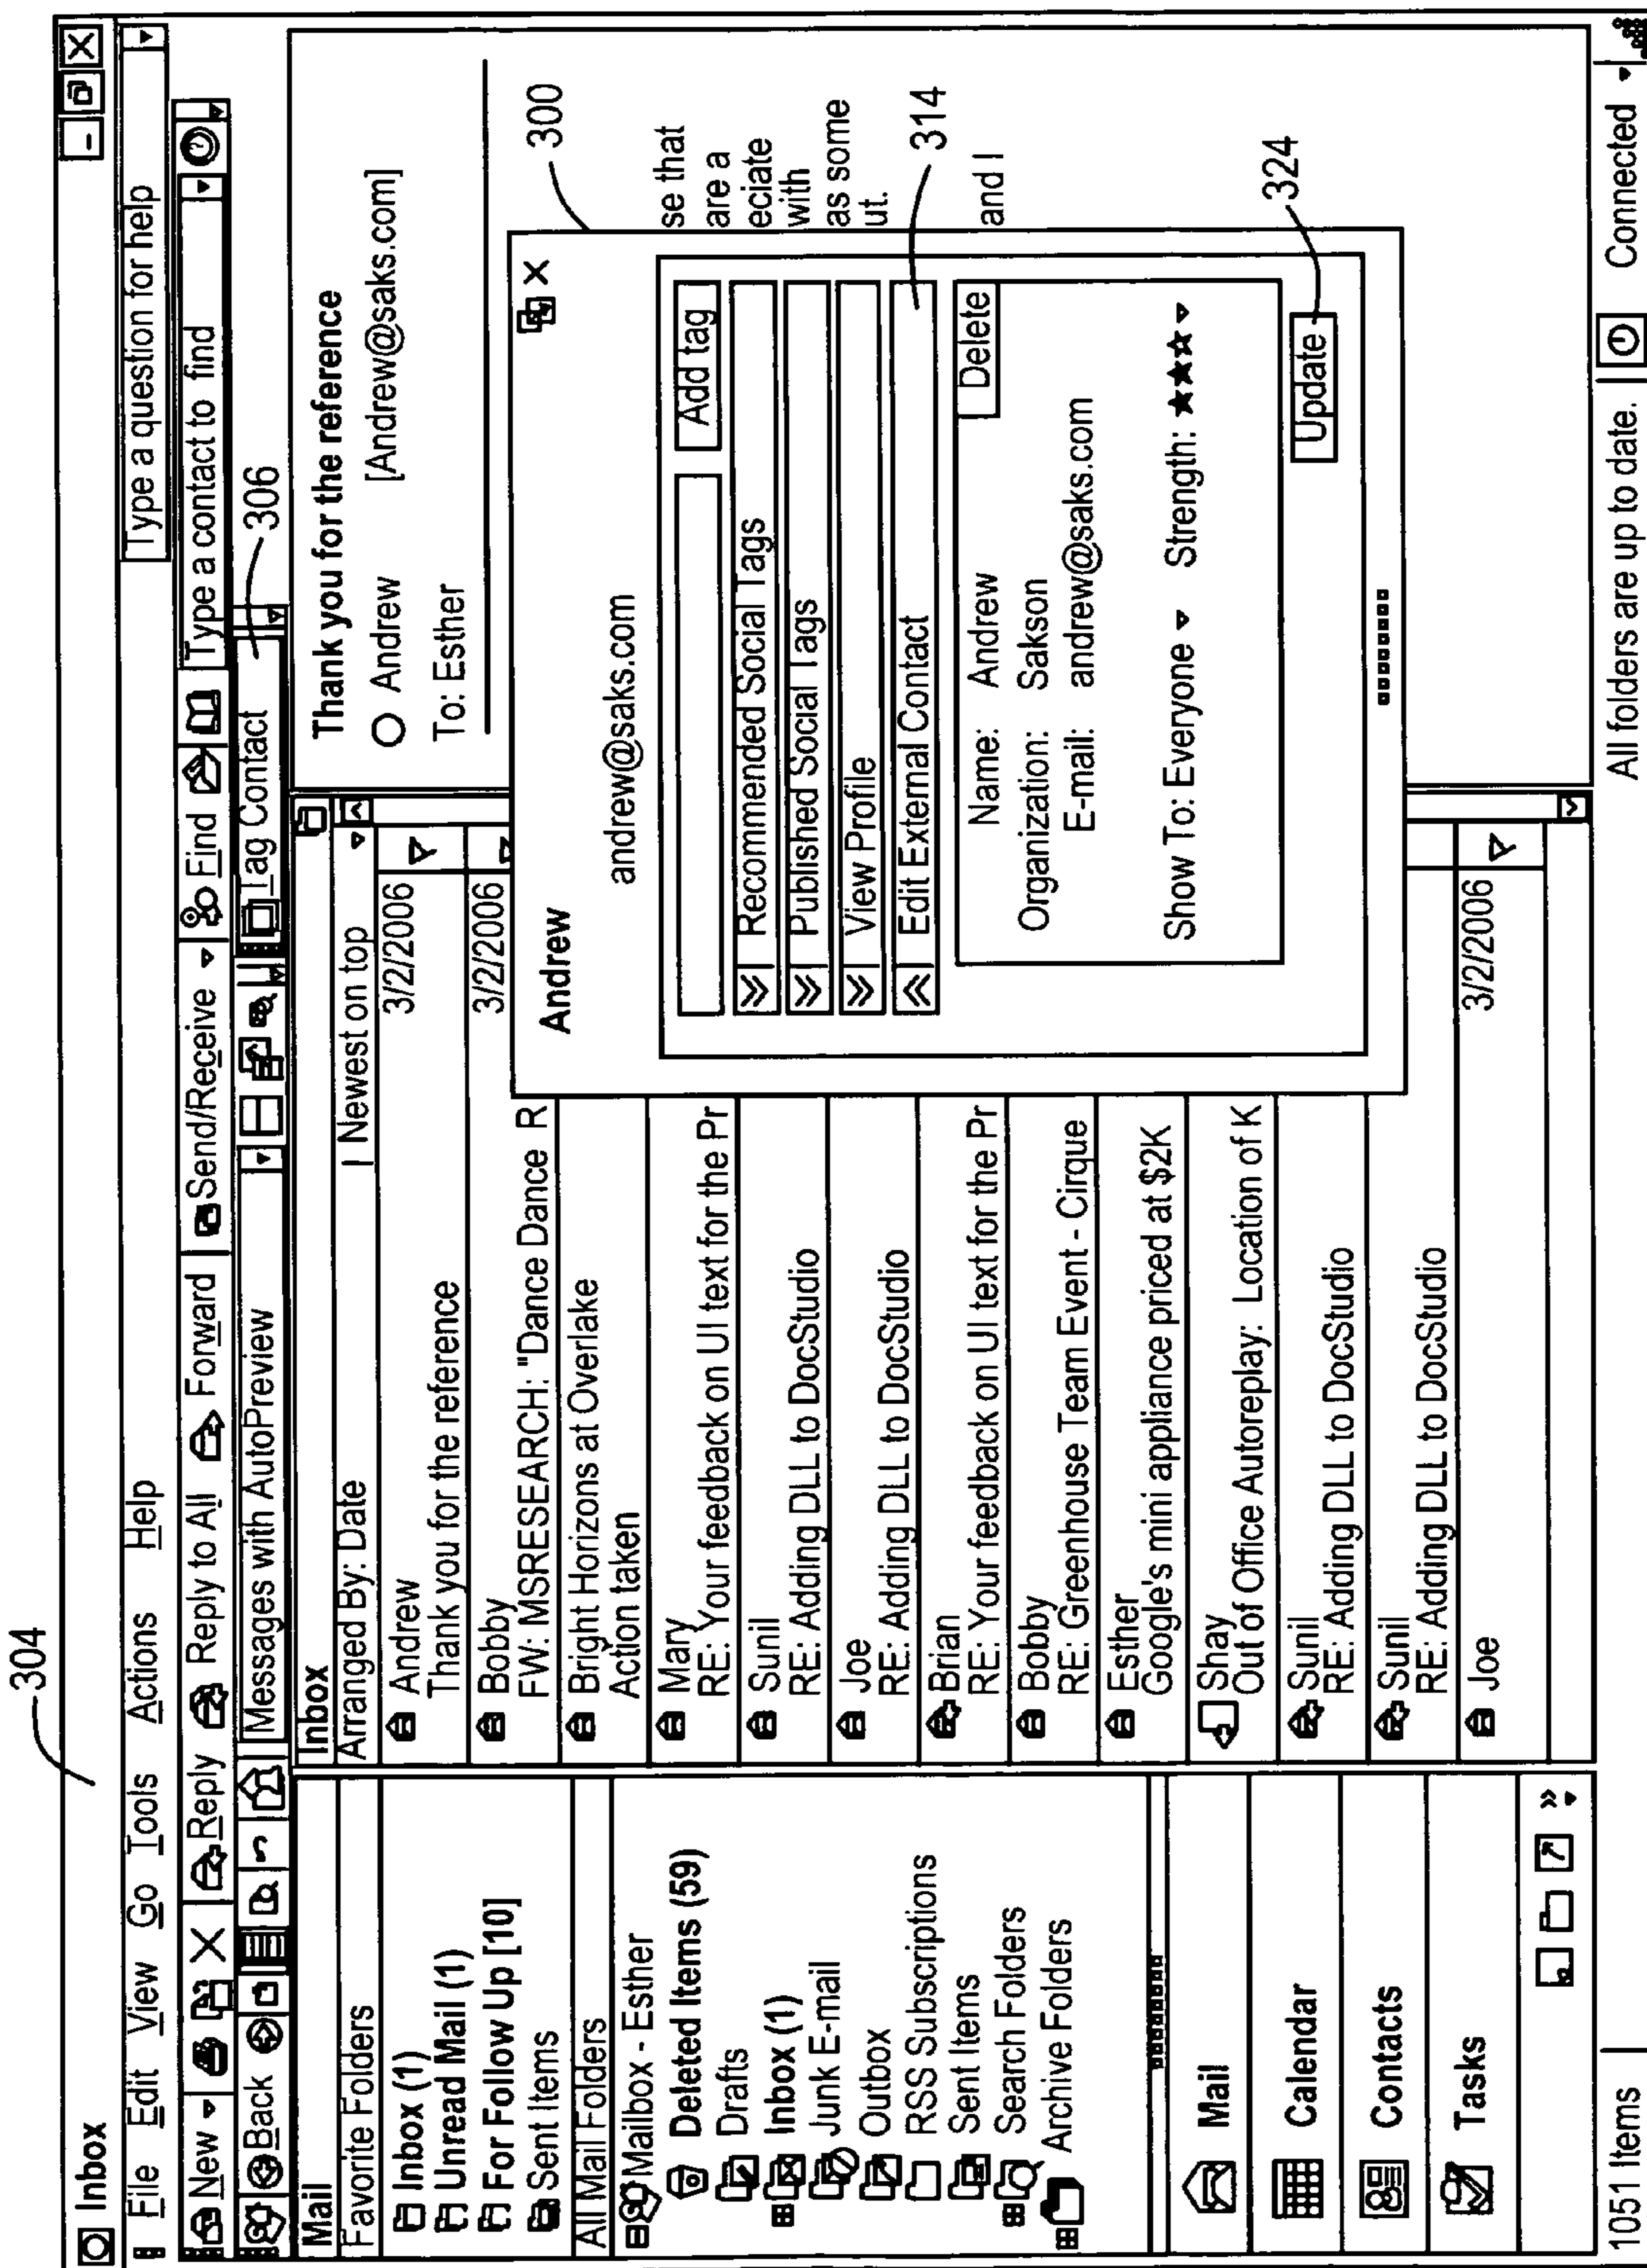 304
Inbox
File Edit View Go Tools Actions Help
Type a question for help
New Reply Reply to All Forward Send/Receive Find Type a contact to find
Back Messages with AutoPreview Tag Contact
306
Mail
Favorite Folders
Inbox (1)
Unread Mail (1)
For Follow Up [10]
Sent Items
All Mail Folders
Mailbox - Esther
Deleted Items (59)
Drafts
Inbox (1)
Junk E-mail
Outbox
RSS Subscriptions
Sent Items
Search Folders
Archive Folders
Mail
Calendar
Contacts
Tasks
Inbox
Arranged By: Date Newest on top
Andrew 3/2/2006
Thank you for the reference
Bobby 3/2/2006
FW: MSRESEARCH: "Dance Dance R
Bright Horizons at Overlake
Action taken
Mary
RE: Your feedback on UI text for the Pr
Sunil
RE: Adding DLL to DocStudio
Joe
RE: Adding DLL to DocStudio
Brian
RE: Your feedback on UI text for the Pr
Bobby
RE: Greenhouse Team Event - Cirque
Esther
Google's mini appliance priced at $2K
Shay
Out of Office Autoreplay: Location of K
Sunil
RE: Adding DLL to DocStudio
Sunil
RE: Adding DLL to DocStudio
Joe 3/2/2006
Thank you for the reference
Andrew [Andrew@saks.com]
To: Esther
300
se that
are a
eciate
with
as some
ut.
and I
Andrew
andrew@saks.com
Add tag
Recommended Social Tags
Published Social Tags
View Profile
Edit External Contact
314
Delete
Name: Andrew
Organization: Sakson
E-mail: andrew@saks.com
Show To: Everyone Strength:
Update
324
1051 Items All folders are up to date. Connected